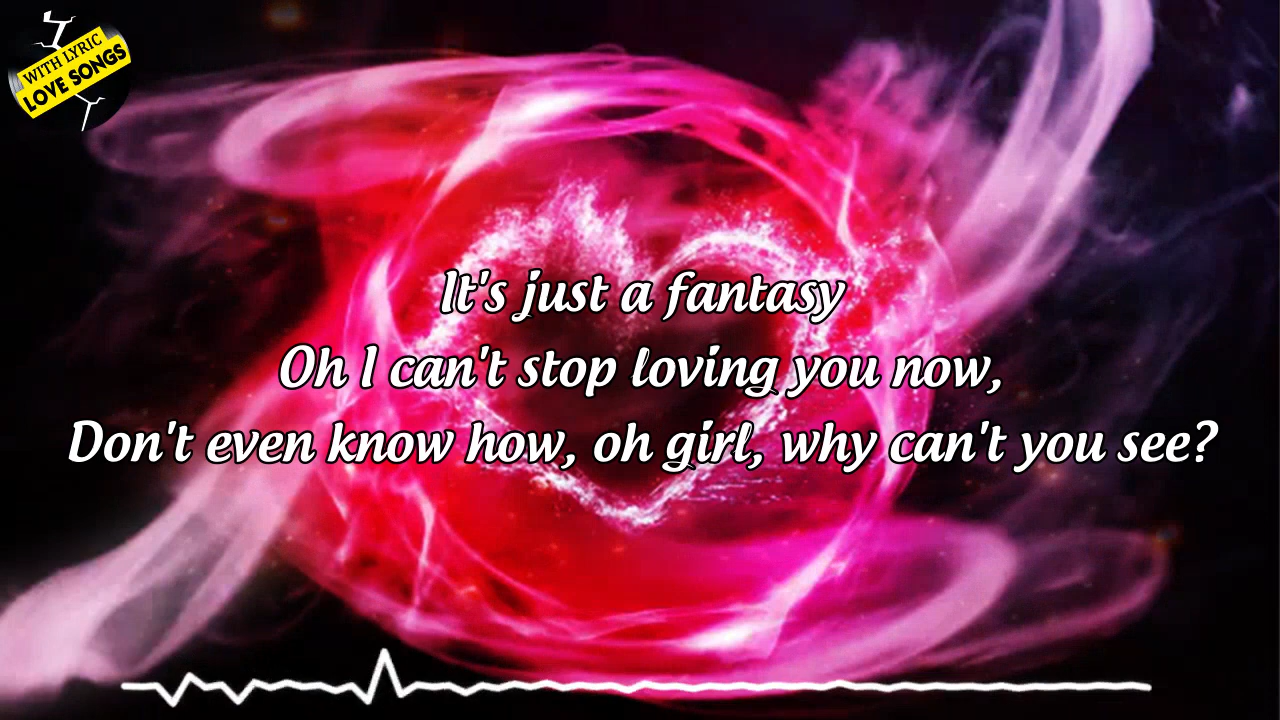 WITH LYRIC
LOVE SONGS
It's just a fantasy
Oh I can't stop loving you now,
Don't even know how, oh girl, why can't you see?